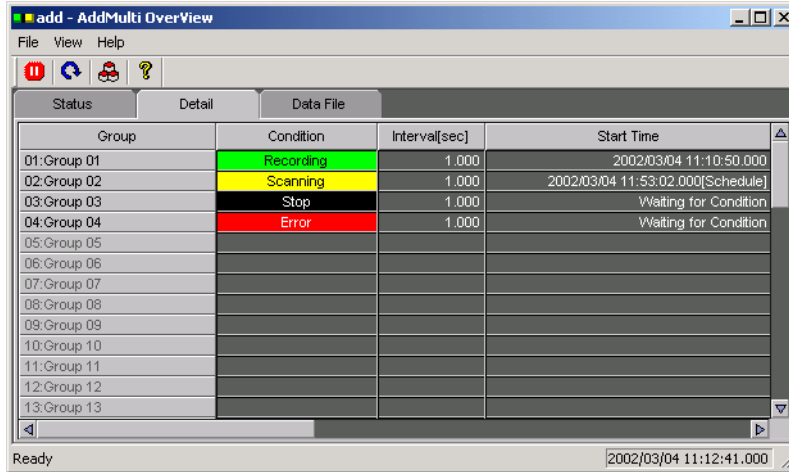 add - AddMulti OverView
File View Help
Status Detail Data File
Group Condition Interval[sec] Start Time
01:Group 01 Recording 1.000 2002/03/04 11:10:50.000
02:Group 02 Scanning 1.000 2002/03/04 11:53:02.000[Schedule]
03:Group 03 Stop 1.000 Waiting for Condition
04:Group 04 Error 1.000 Waiting for Condition
05:Group 05
06:Group 06
07:Group 07
08:Group 08
09:Group 09
10:Group 10
11:Group 11
12:Group 12
13:Group 13
Ready 2002/03/04 11:12:41.000